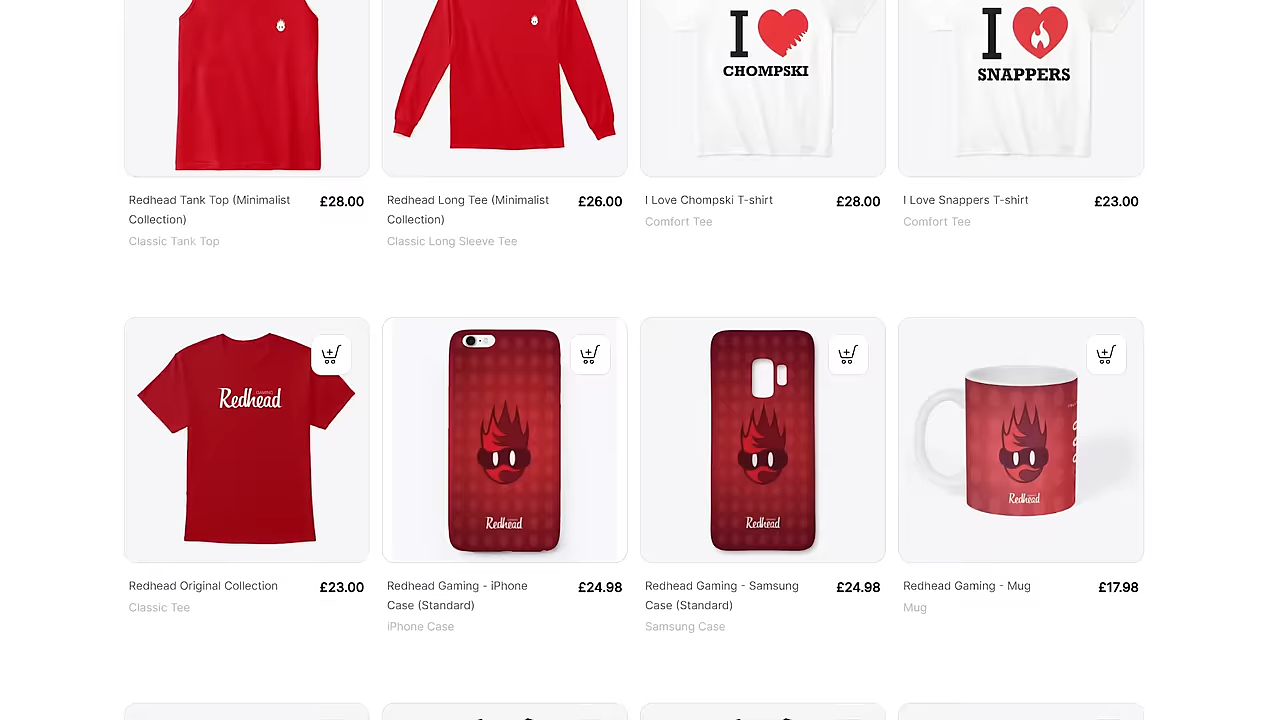 I
CHOMPSKI
I
SNAPPERS
Redhead Tank Top (Minimalist
Collection)
£28.00
Classic Tank Top
Redhead Long Tee (Minimalist
Collection)
£26.00
Classic Long Sleeve Tee
I Love Chompski T-shirt
£28.00
Comfort Tee
I Love Snappers T-shirt
£23.00
Comfort Tee
GAMING
Redhead
Redhead
Redhead
Redhead
Redhead Original Collection
£23.00
Classic Tee
Redhead Gaming - iPhone
Case (Standard)
£24.98
iPhone Case
Redhead Gaming - Samsung
Case (Standard)
£24.98
Samsung Case
Redhead Gaming - Mug
£17.98
Mug